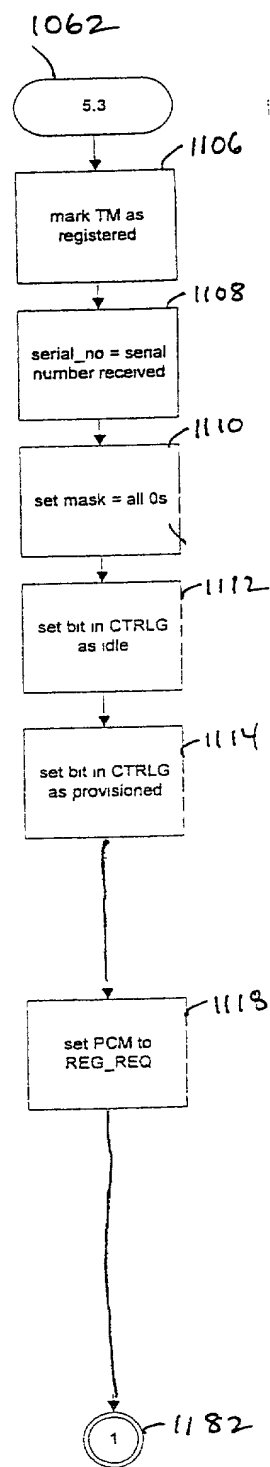 1062
5.3
1106
mark TM as
registered
1108
serial_no = serial
number received
1110
set mask = all 0s
1112
set bit in CTRLG
as idle
1114
set bit in CTRLG
as provisioned
1118
set PCM to
REG_REQ
1182
1